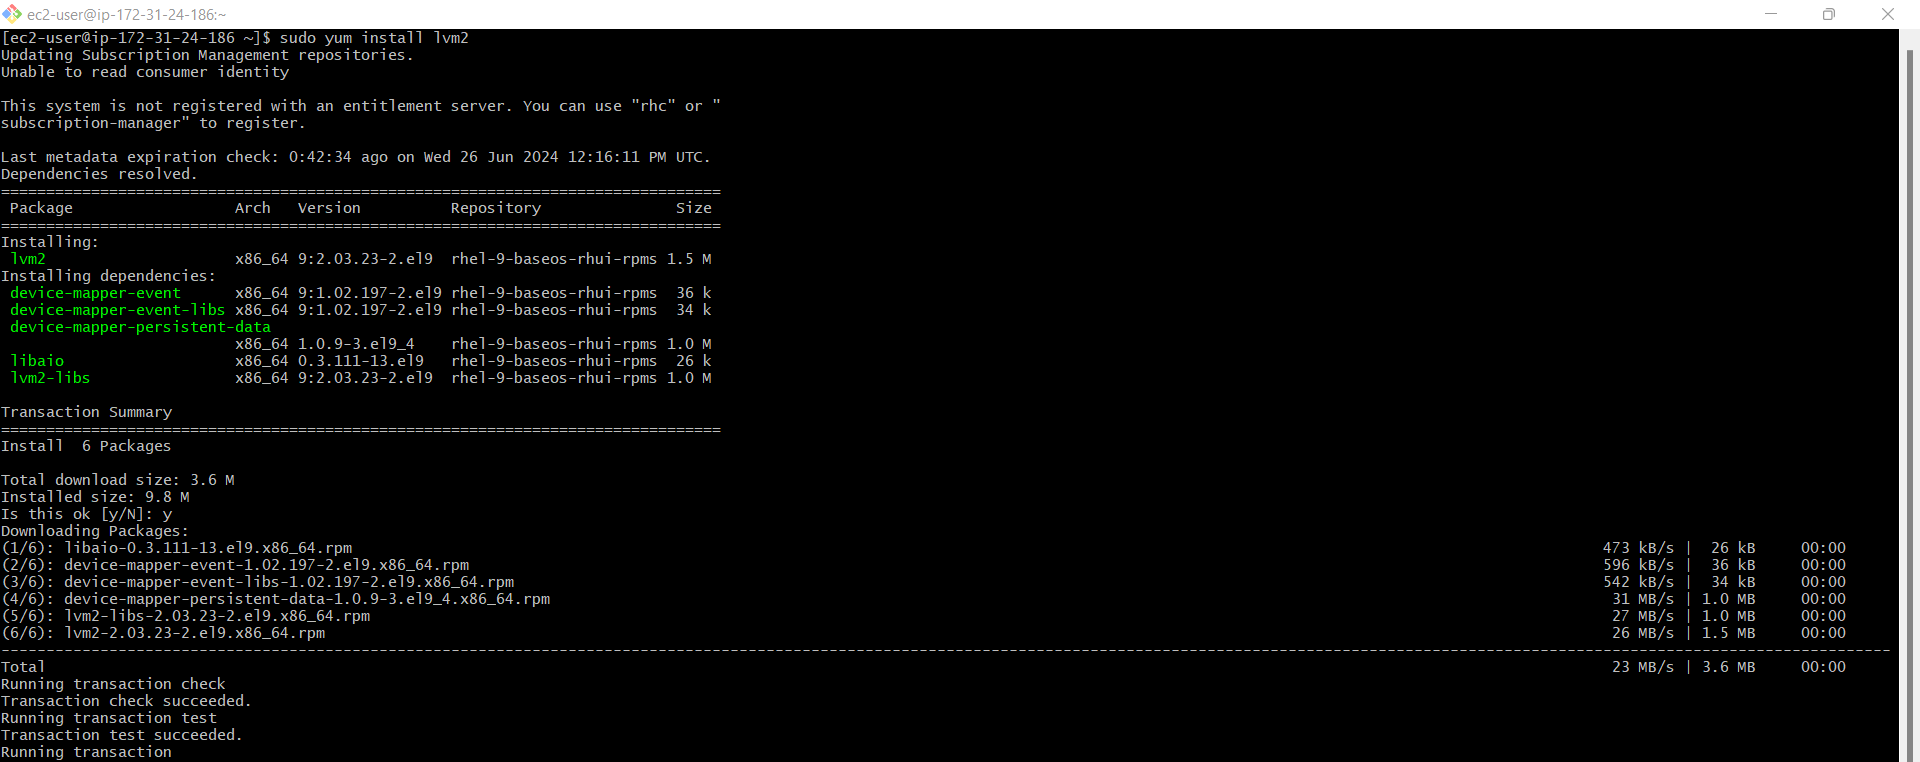 ec2-user@ip-172-31-24-186:~
[ec2-user@ip-172-31-24-186 ~]$ sudo yum install lvm2
Updating Subscription Management repositories.
Unable to read consumer identity

This system is not registered with an entitlement server. You can use "rhc" or "
subscription-manager" to register.

Last metadata expiration check: 0:42:34 ago on Wed 26 Jun 2024 12:16:11 PM UTC.
Dependencies resolved.
================================================================================
 Package                  Arch   Version          Repository               Size
================================================================================
Installing:
 lvm2                     x86_64 9:2.03.23-2.el9  rhel-9-baseos-rhui-rpms 1.5 M
Installing dependencies:
 device-mapper-event      x86_64 9:1.02.197-2.el9 rhel-9-baseos-rhui-rpms  36 k
 device-mapper-event-libs x86_64 9:1.02.197-2.el9 rhel-9-baseos-rhui-rpms  34 k
 device-mapper-persistent-data
                          x86_64 1.0.9-3.el9_4    rhel-9-baseos-rhui-rpms 1.0 M
 libaio                   x86_64 0.3.111-13.el9   rhel-9-baseos-rhui-rpms  26 k
 lvm2-libs                x86_64 9:2.03.23-2.el9  rhel-9-baseos-rhui-rpms 1.0 M

Transaction Summary
================================================================================
Install  6 Packages

Total download size: 3.6 M
Installed size: 9.8 M
Is this ok [y/N]: y
Downloading Packages:
(1/6): libaio-0.3.111-13.el9.x86_64.rpm 473 kB/s |  26 kB     00:00
(2/6): device-mapper-event-1.02.197-2.el9.x86_64.rpm 596 kB/s |  36 kB     00:00
(3/6): device-mapper-event-libs-1.02.197-2.el9.x86_64.rpm 542 kB/s |  34 kB     00:00
(4/6): device-mapper-persistent-data-1.0.9-3.el9_4.x86_64.rpm 31 MB/s | 1.0 MB     00:00
(5/6): lvm2-libs-2.03.23-2.el9.x86_64.rpm 27 MB/s | 1.0 MB     00:00
(6/6): lvm2-2.03.23-2.el9.x86_64.rpm 26 MB/s | 1.5 MB     00:00
--------------------------------------------------------------------------------
Total 23 MB/s | 3.6 MB     00:00
Running transaction check
Transaction check succeeded.
Running transaction test
Transaction test succeeded.
Running transaction